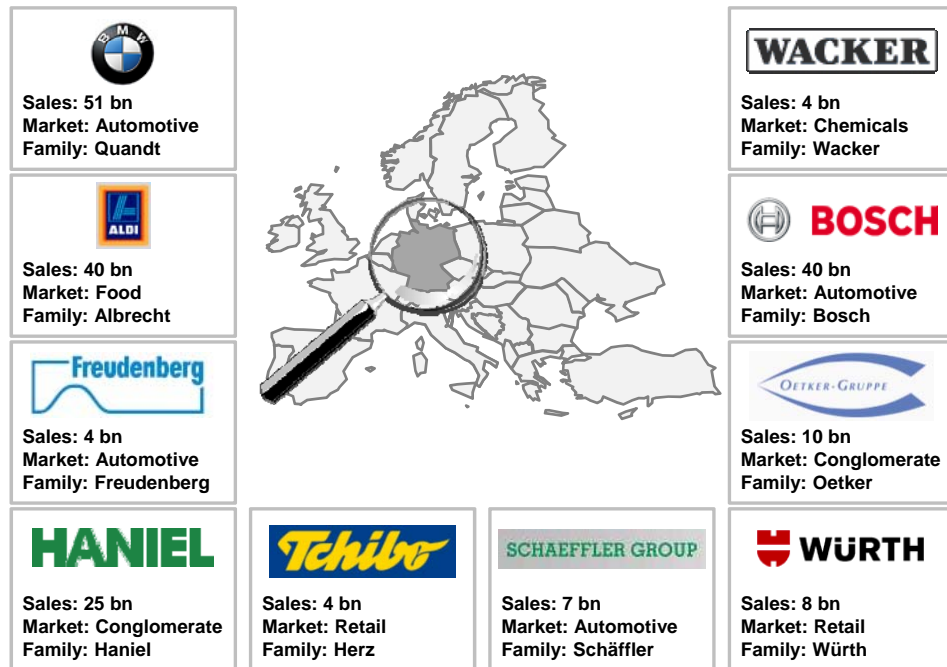 BMW
Sales: 51 bn
Market: Automotive
Family: Quandt
ALDI
Sales: 40 bn
Market: Food
Family: Albrecht
Freudenberg
Sales: 4 bn
Market: Automotive
Family: Freudenberg
HANIEL
Sales: 25 bn
Market: Conglomerate
Family: Haniel
Tchibo
Sales: 4 bn
Market: Retail
Family: Herz
SCHAEFFLER GROUP
Sales: 7 bn
Market: Automotive
Family: Schäffler
WACKER
Sales: 4 bn
Market: Chemicals
Family: Wacker
BOSCH
Sales: 40 bn
Market: Automotive
Family: Bosch
OETKER-GRUPPE
Sales: 10 bn
Market: Conglomerate
Family: Oetker
WÜRTH
Sales: 8 bn
Market: Retail
Family: Würth